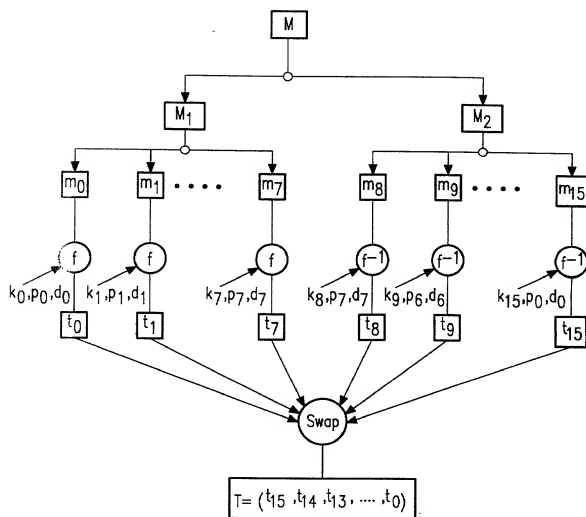 M
M₁ M₂
m₀ m₁ • • • • m₇ m₈ m₉ • • • • m₁₅
f f f f⁻¹ f⁻¹ f⁻¹
k₀,p₀,d₀ k₁,p₁,d₁ k₇,p₇,d₇ k₈,p₇,d₇ k₉,p₆,d₆ k₁₅,p₀,d₀
t₀ t₁ t₇ t₈ t₉ t₁₅
Swap
T= (t₁₅ ,t₁₄ ,t₁₃, ····, t₀)